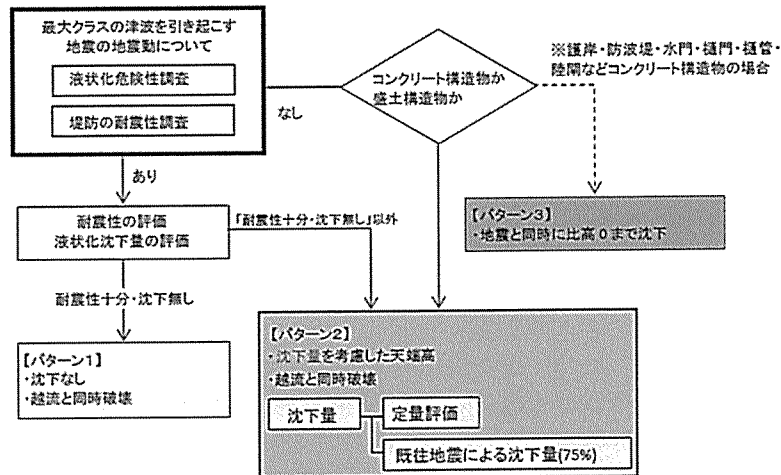 最大クラスの津波を引き起こす
地震の地震動について
液状化危険性調査
堤防の耐震性調査
なし
コンクリート構造物か
盛土構造物か
※護岸・防波堤・水門・樋門・樋管・
陸閘などコンクリート構造物の場合
あり
耐震性の評価
液状化沈下量の評価
「耐震性十分・沈下無し」以外
【パターン3】
・地震と同時に比高0まで沈下
耐震性十分・沈下無し
【パターン1】
・沈下なし
・越流と同時破壊
【パターン2】
・沈下量を考慮した天端高
・越流と同時破壊
沈下量
定量評価
既往地震による沈下量(75%)